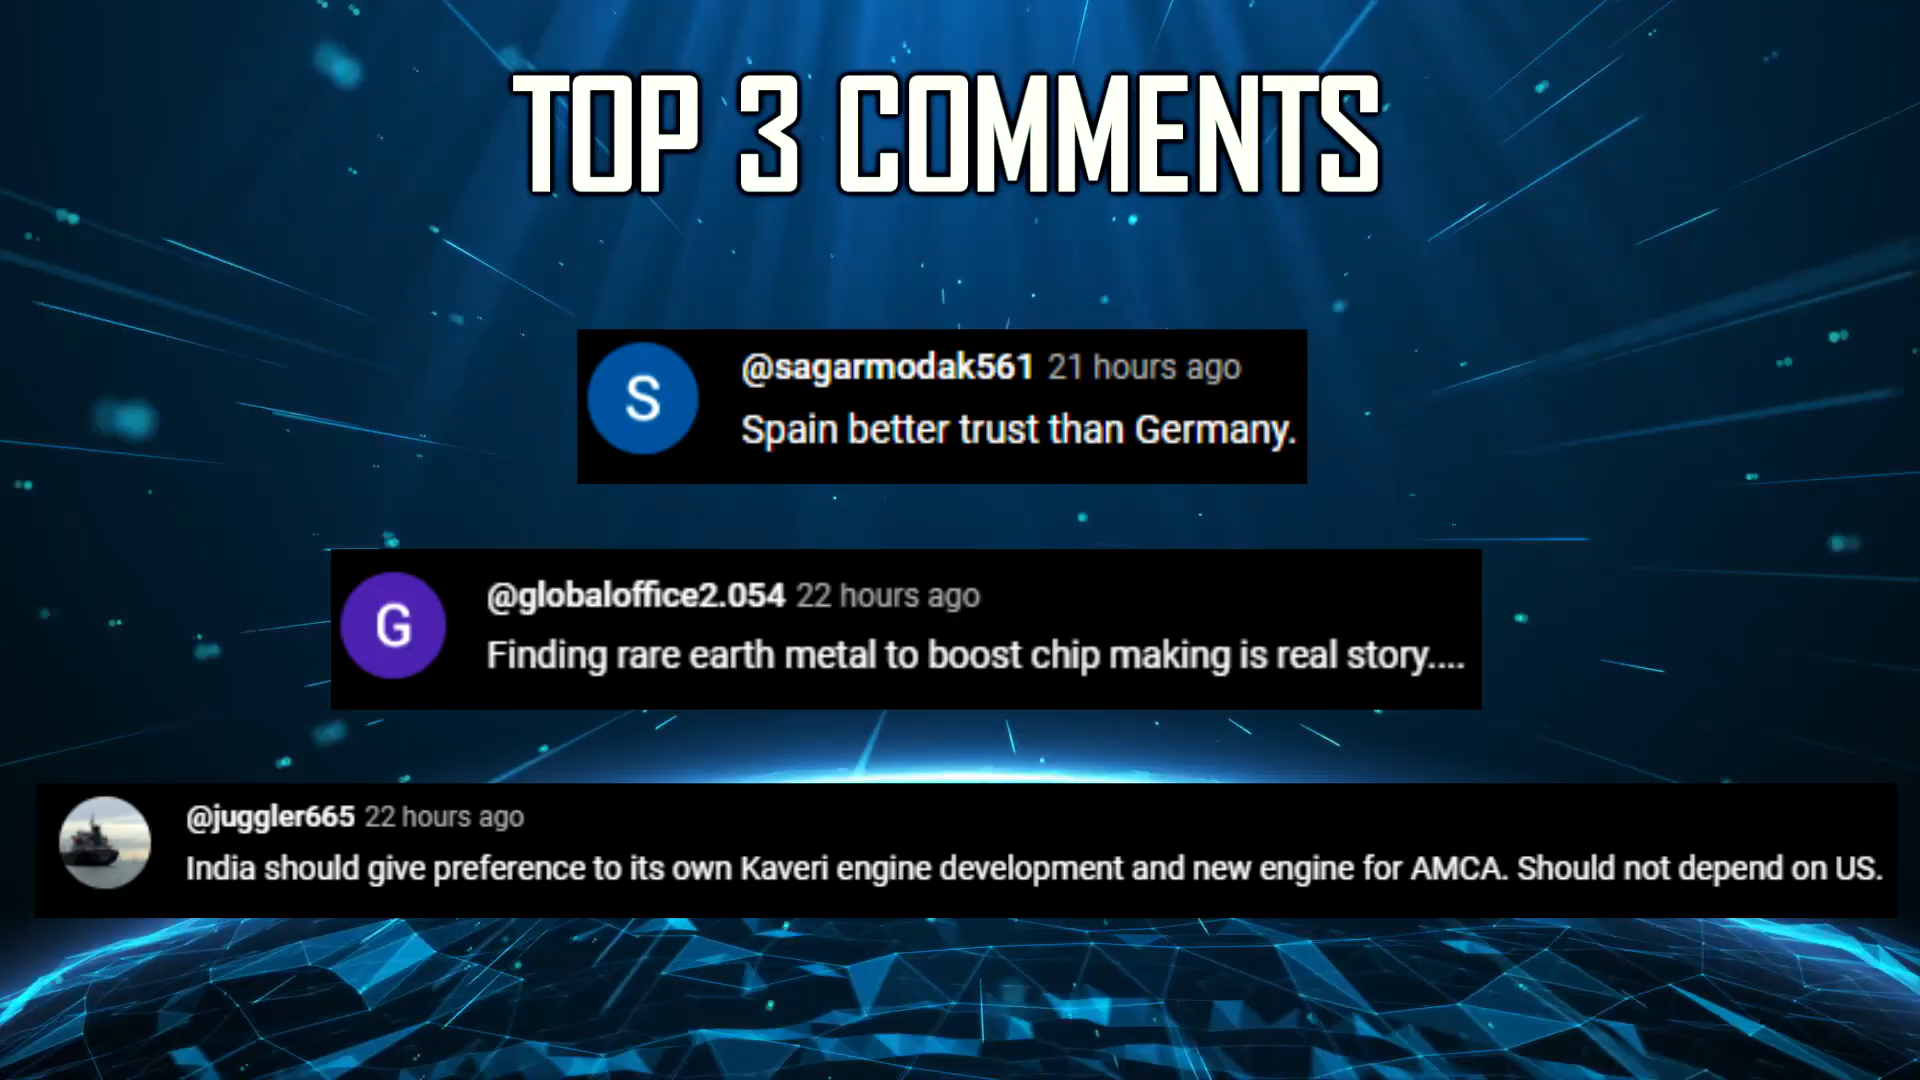 TOP 3 COMMENTS
S
@sagarmodak561 21 hours ago
Spain better trust than Germany.
G
@globaloffice2.054 22 hours ago
Finding rare earth metal to boost chip making is real story....
@juggler665 22 hours ago
India should give preference to its own Kaveri engine development and new engine for AMCA. Should not depend on US.